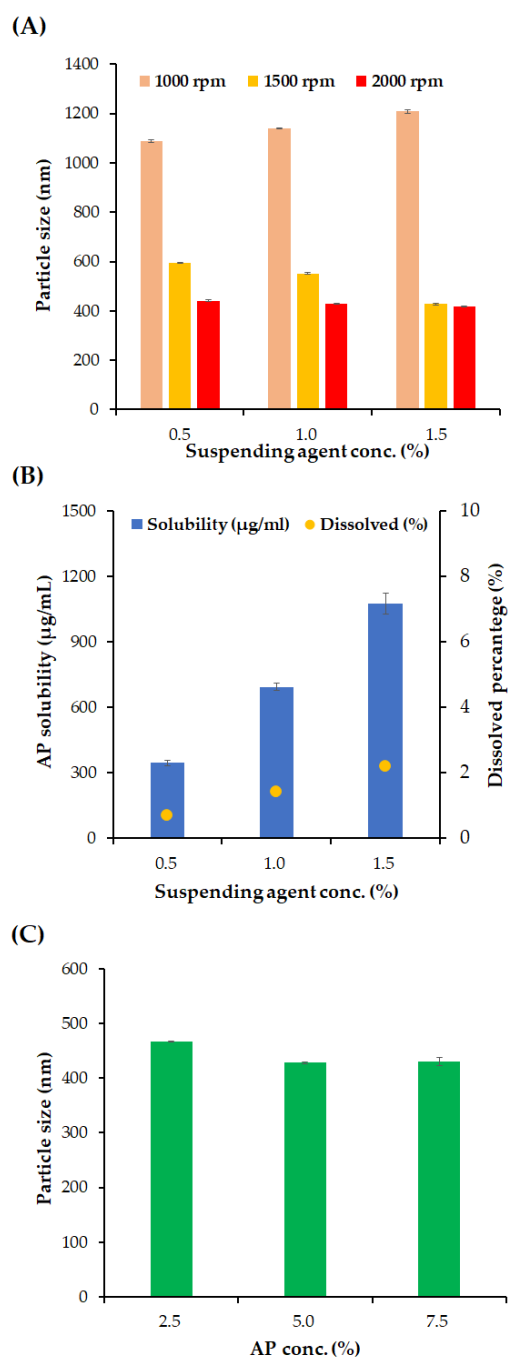 (A)
1400
1200
1000
800
600
400
200
0
Particle size (nm)
1000 rpm 1500 rpm 2000 rpm
0.5 1.0 1.5
Suspending agent conc. (%)
(B)
1500
1200
900
600
300
0
AP solubility (µg/mL)
Solubility (µg/ml) Dissolved (%)
10
8
6
4
2
0
Dissolved percantege (%)
0.5 1.0 1.5
Suspending agent conc. (%)
(C)
600
500
400
300
200
100
0
Particle size (nm)
2.5 5.0 7.5
AP conc. (%)